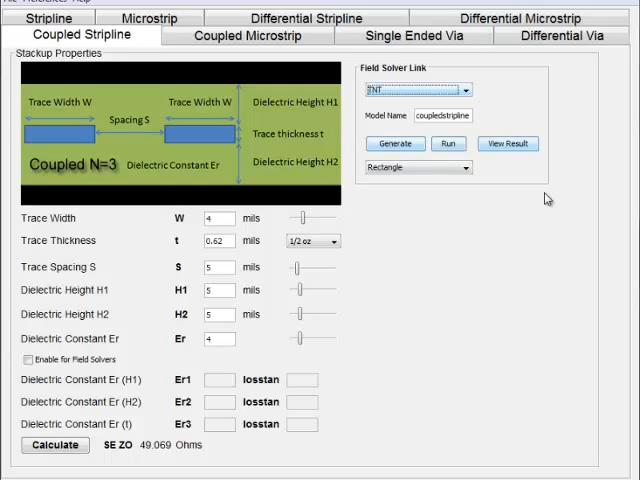 Preferences Help
Stripline Microstrip Differential Stripline Differential Microstrip
Coupled Stripline Coupled Microstrip Single Ended Via Differential Via
Stackup Properties
Trace Width W Trace Width W Dielectric Height H1
Spacing S
Trace thickness t
Coupled N=3 Dielectric Constant Er Dielectric Height H2
Field Solver Link
TNT
Model Name coupledstripline
Generate Run View Result
Rectangle
Trace Width W 4 mils
Trace Thickness t 0.62 mils 1/2 oz
Trace Spacing S S 5 mils
Dielectric Height H1 H1 5 mils
Dielectric Height H2 H2 5 mils
Dielectric Constant Er Er 4
Enable for Field Solvers
Dielectric Constant Er (H1) Er1 losstan
Dielectric Constant Er (H2) Er2 losstan
Dielectric Constant Er (t) Er3 losstan
Calculate SE ZO 49.069 Ohms